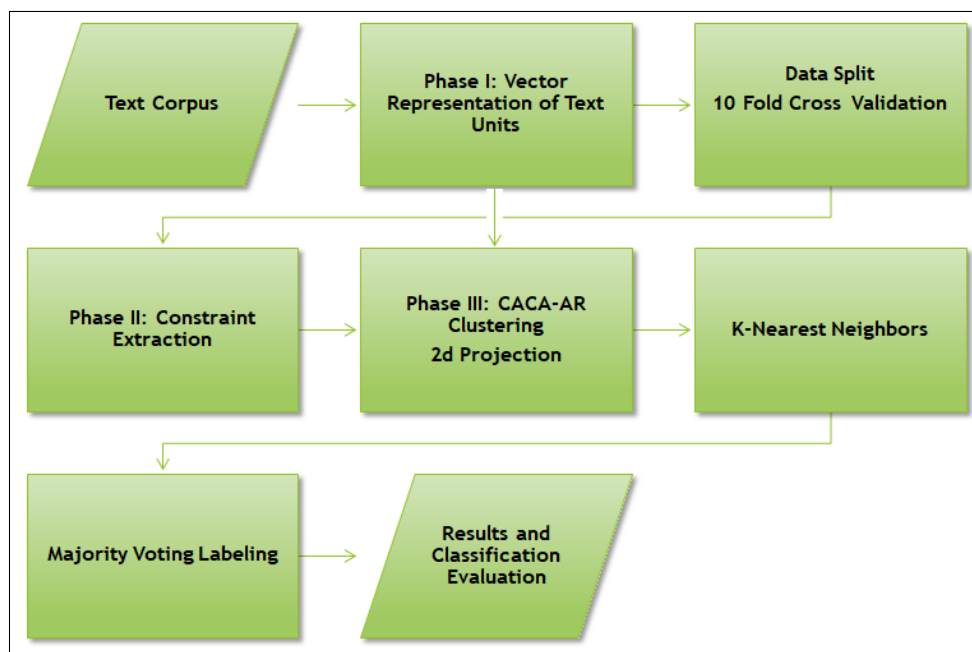 Text Corpus
Phase I: Vector
Representation of Text
Units
Data Split
10 Fold Cross Validation
Phase II: Constraint
Extraction
Phase III: CACA-AR
Clustering
2d Projection
K-Nearest Neighbors
Majority Voting Labeling
Results and
Classification
Evaluation